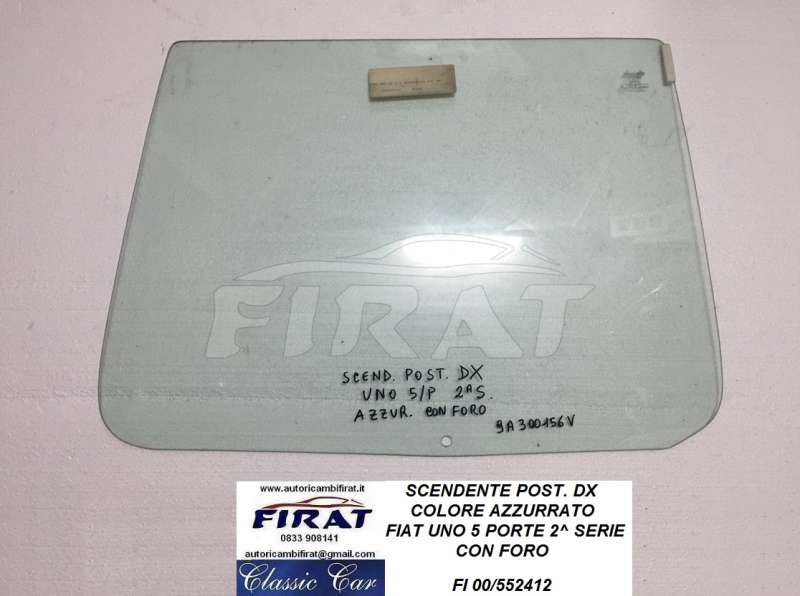 FIRAT
SCEND. POST. DX
UNO 5/P 2ª S.
AZZUR. CON FORO
9A300156V
www.autoricambifirat.it
FIRAT
0833 908141
autoricambifirat@gmail.com
Classic Car
SCENDENTE POST. DX
COLORE AZZURRATO
FIAT UNO 5 PORTE 2^ SERIE
CON FORO
FI 00/552412